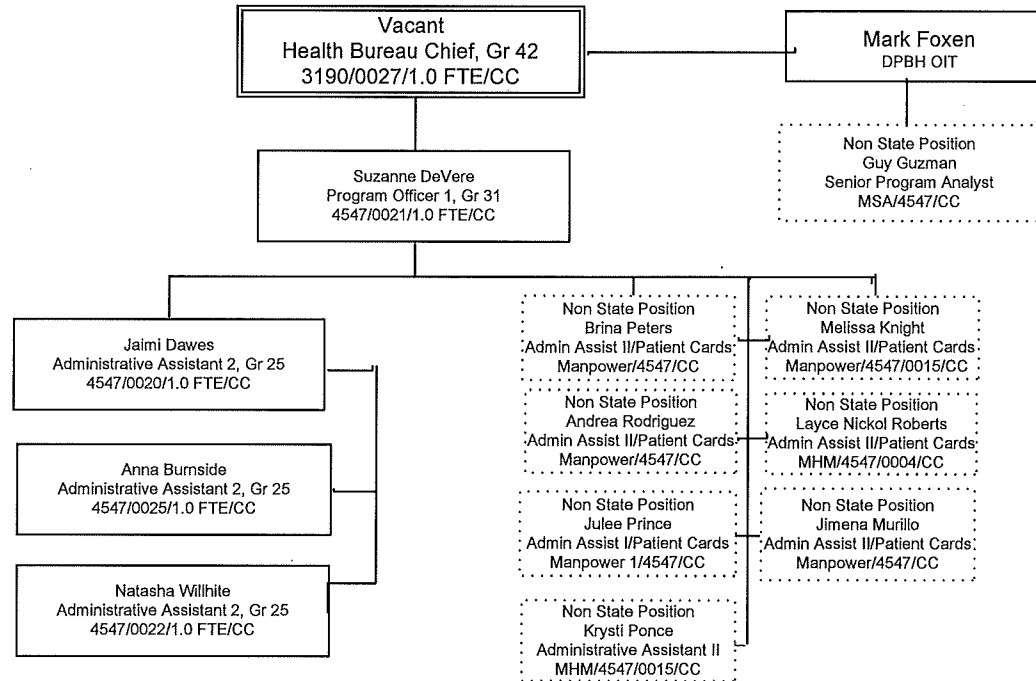 Vacant
Health Bureau Chief, Gr 42
3190/0027/1.0 FTE/CC
Mark Foxen
DPBH OIT
Non State Position
Guy Guzman
Senior Program Analyst
MSA/4547/CC
Suzanne DeVere
Program Officer 1, Gr 31
4547/0021/1.0 FTE/CC
Jaimi Dawes
Administrative Assistant 2, Gr 25
4547/0020/1.0 FTE/CC
Anna Burnside
Administrative Assistant 2, Gr 25
4547/0025/1.0 FTE/CC
Natasha Willhite
Administrative Assistant 2, Gr 25
4547/0022/1.0 FTE/CC
Non State Position
Brina Peters
Admin Assist II/Patient Cards
Manpower/4547/CC
Non State Position
Melissa Knight
Admin Assist II/Patient Cards
Manpower/4547/0015/CC
Non State Position
Andrea Rodriguez
Admin Assist II/Patient Cards
Manpower/4547/CC
Non State Position
Layce Nickol Roberts
Admin Assist II/Patient Cards
MHM/4547/0004/CC
Non State Position
Julee Prince
Admin Assist I/Patient Cards
Manpower 1/4547/CC
Non State Position
Jimena Murillo
Admin Assist II/Patient Cards
Manpower/4547/CC
Non State Position
Krysti Ponce
Administrative Assistant II
MHM/4547/0015/CC